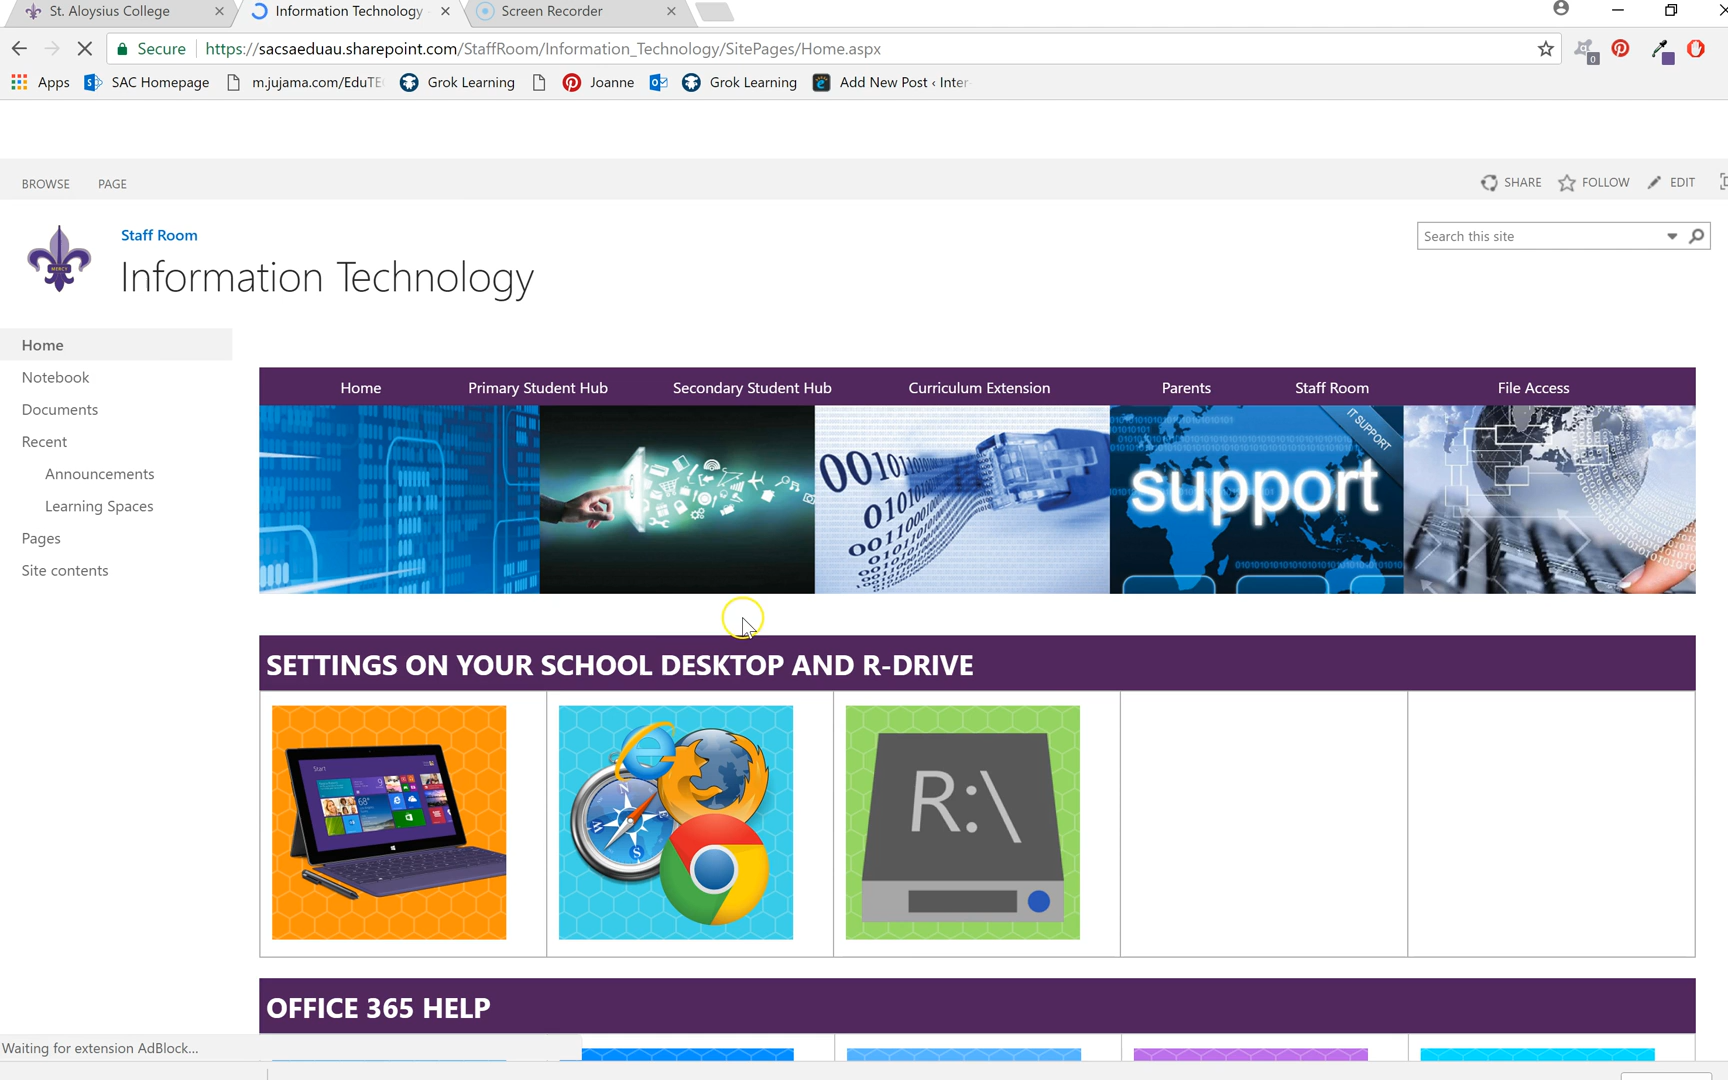 St. Aloysius College
Information Technology
Screen Recorder
Secure
https://sacsaeduau.sharepoint.com/StaffRoom/Information_Technology/SitePages/Home.aspx
0
Apps
SAC Homepage
m.jujama.com/EduTE
Grok Learning
Joanne
Grok Learning
Add New Post ‹ Inter
BROWSE
PAGE
SHARE
FOLLOW
EDIT
MERCY
Staff Room
Information Technology
Search this site
Home
Notebook
Documents
Recent
Announcements
Learning Spaces
Pages
Site contents
Home
Primary Student Hub
Secondary Student Hub
Curriculum Extension
Parents
Staff Room
File Access
IT SUPPORT
support
SETTINGS ON YOUR SCHOOL DESKTOP AND R-DRIVE
Start
68°
N
W
S
R:\
OFFICE 365 HELP
Waiting for extension AdBlock...